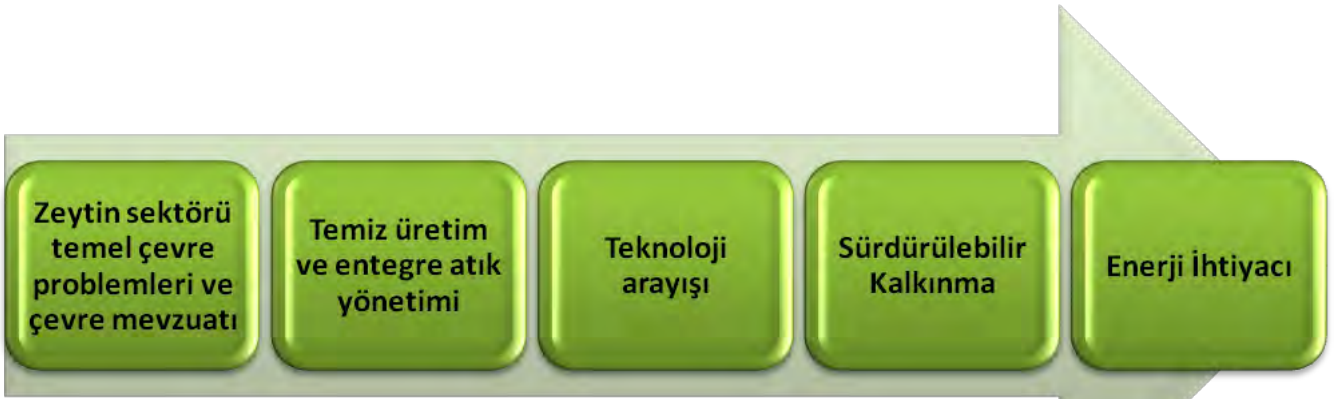 Zeytin sektörü
temel çevre
problemleri ve
çevre mevzuatı
Temiz üretim
ve entegre atık
yönetimi
Teknoloji
arayışı
Sürdürülebilir
Kalkınma
Enerji İhtiyacı